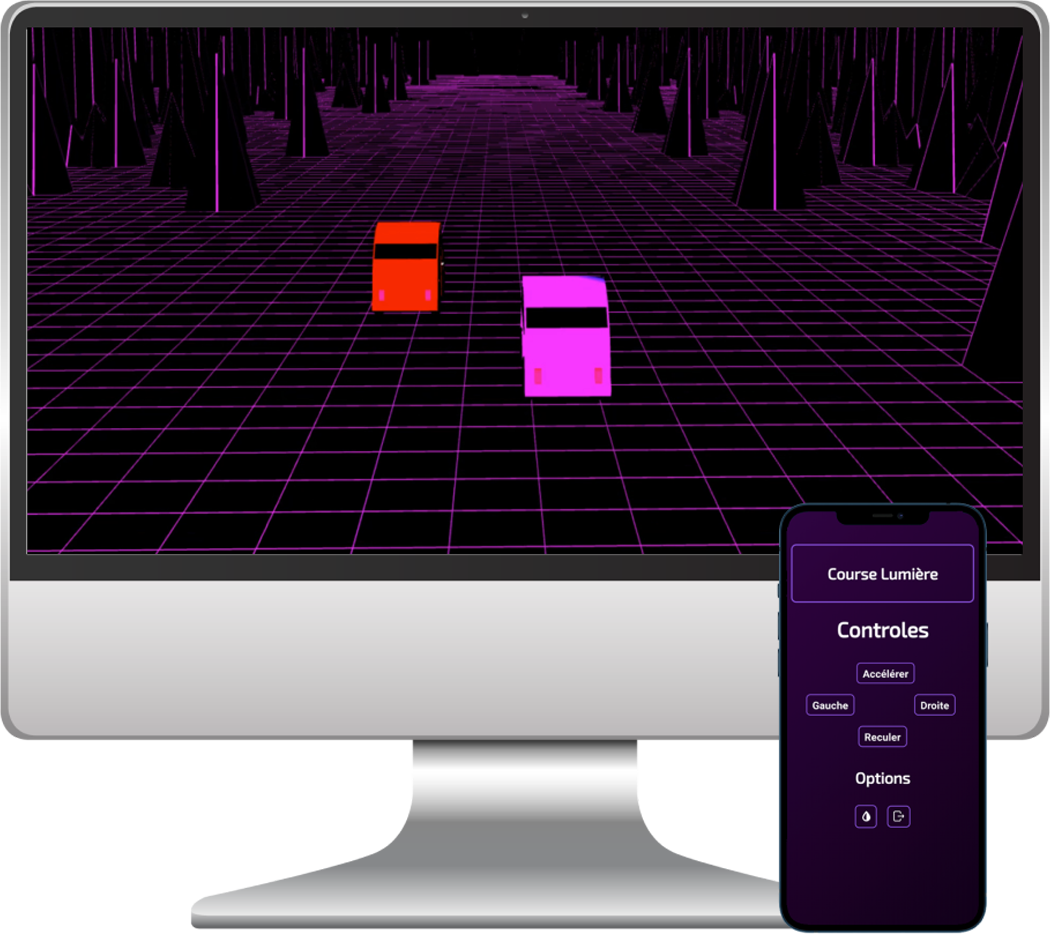 Course Lumière
Controles
Accélérer
Gauche Droite
Reculer
Options